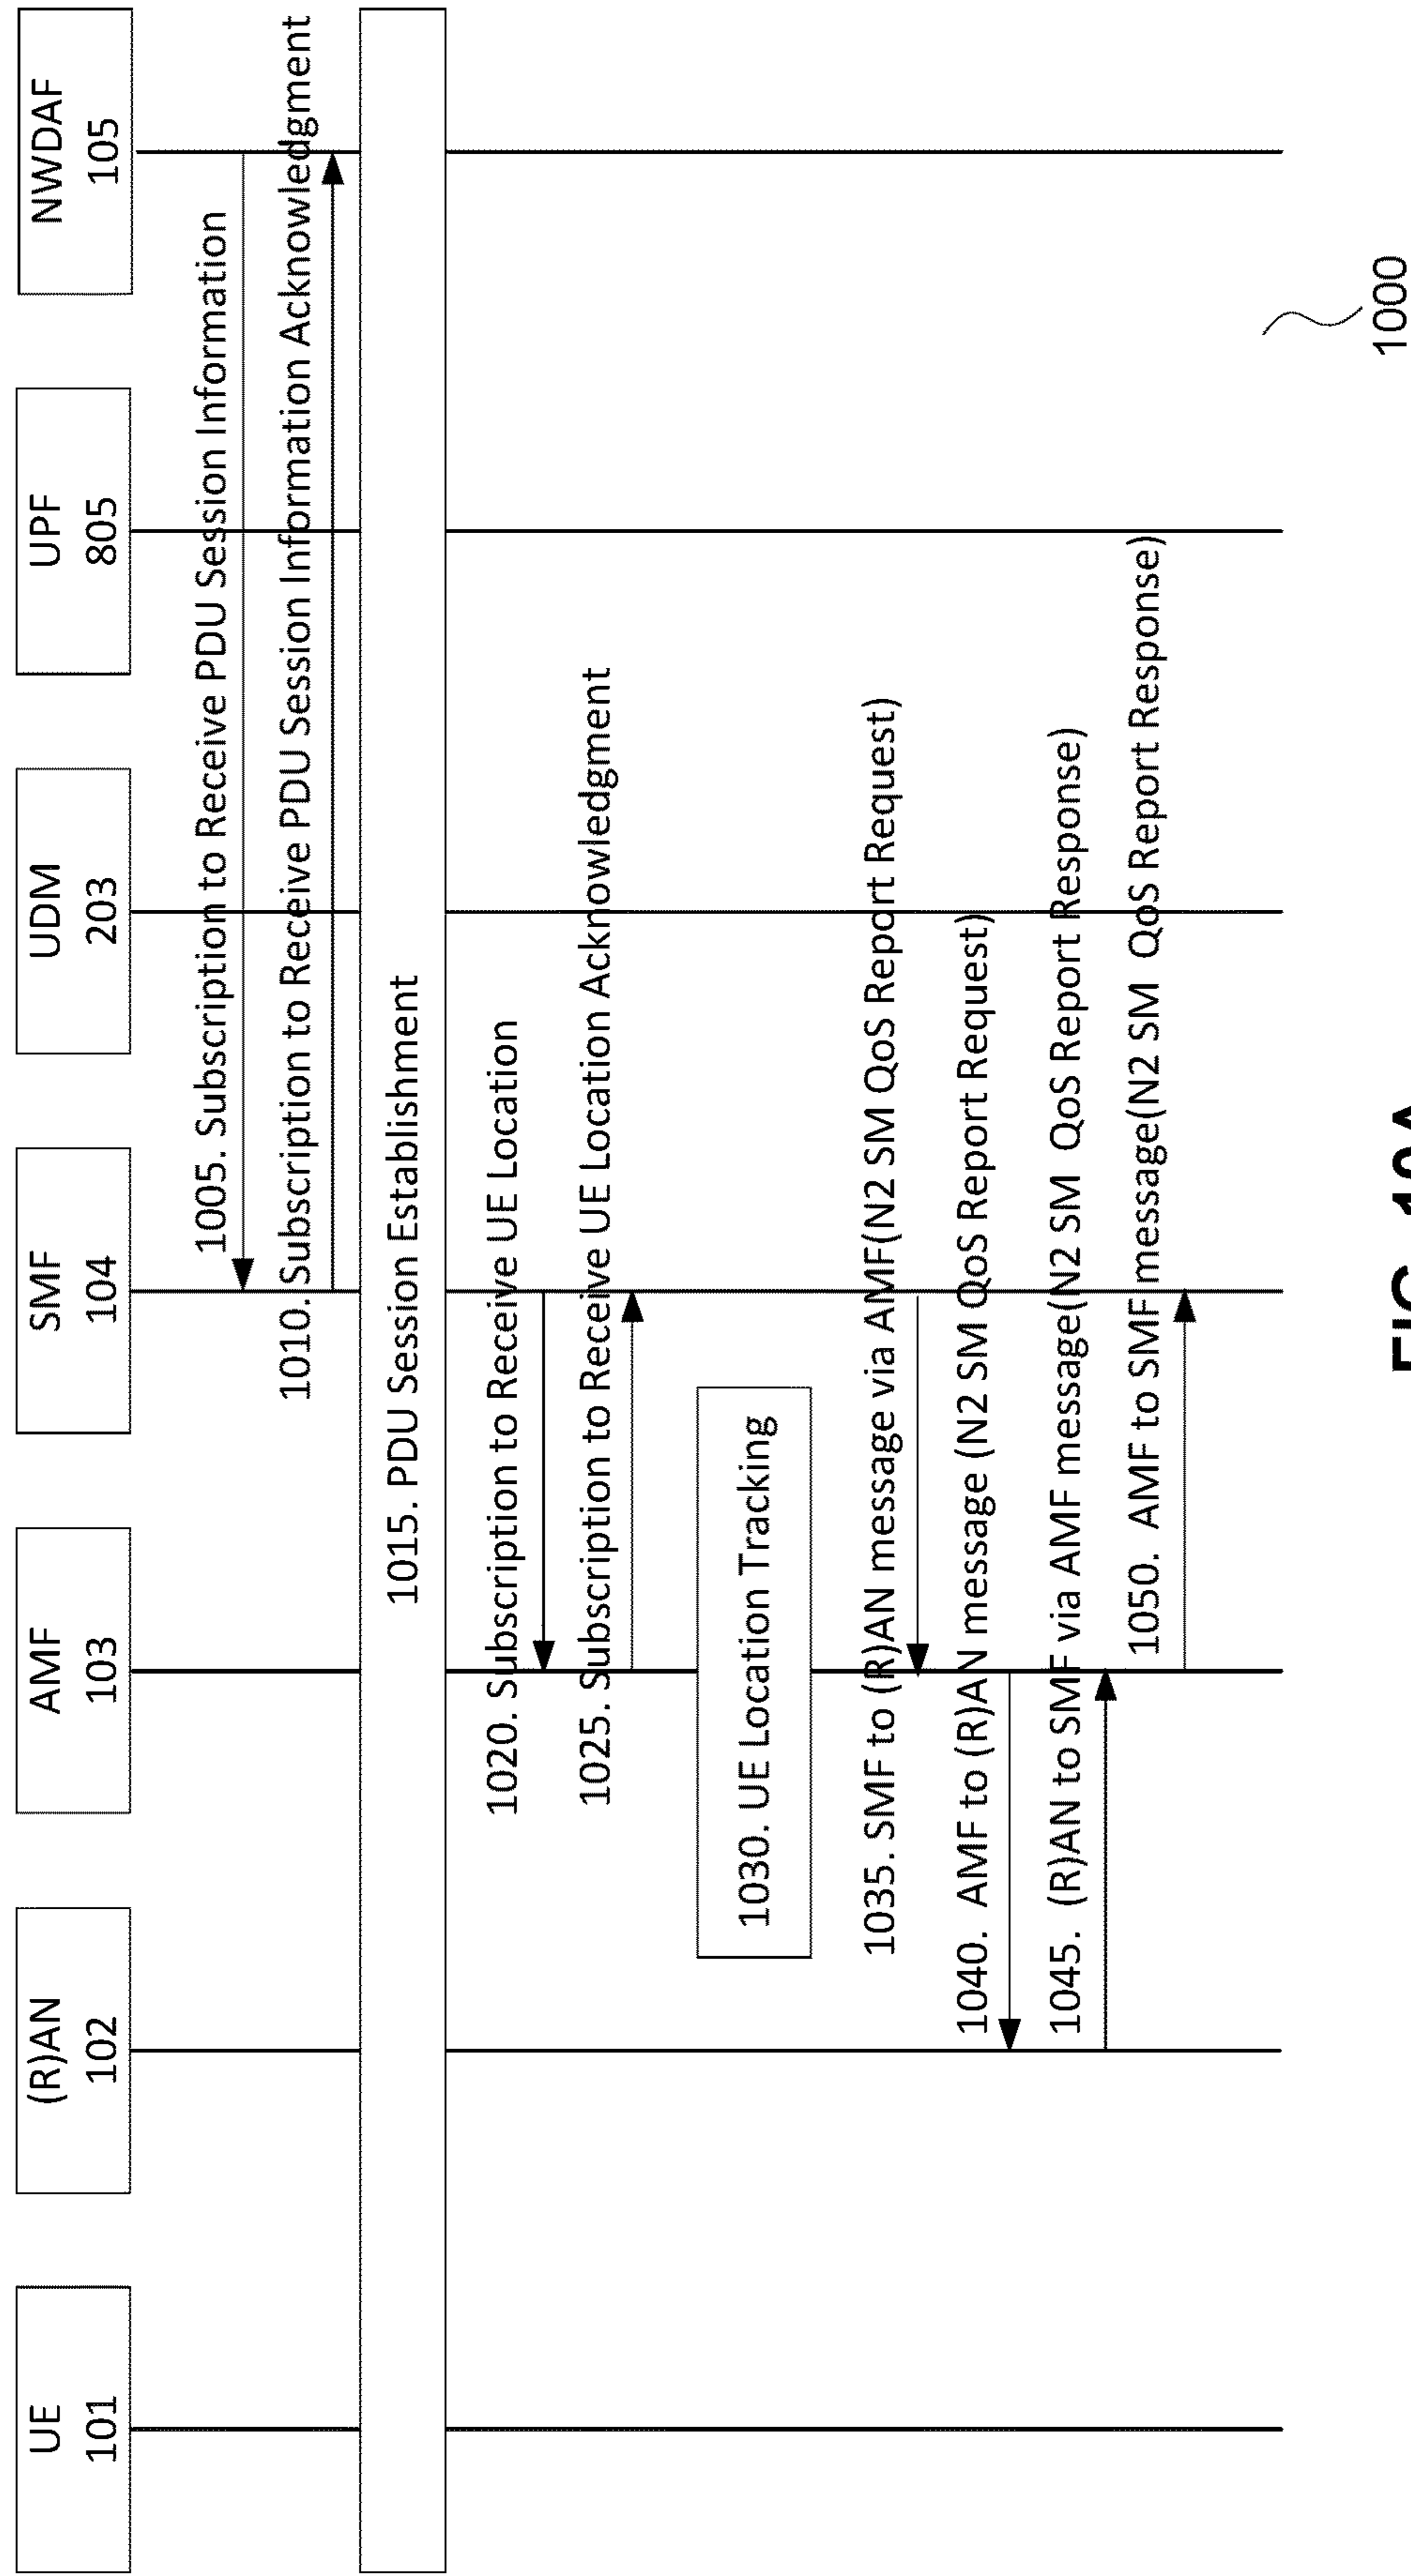 UE
101
(R)AN
102
AMF
103
SMF
104
UDM
203
UPF
805
NWDAF
105
1005. Subscription to Receive PDU Session Information
1010. Subscription to Receive PDU Session Information Acknowledgment
1015. PDU Session Establishment
1020. Subscription to Receive UE Location
1025. Subscription to Receive UE Location Acknowledgment
1030. UE Location Tracking
1035. SMF to (R)AN message via AMF(N2 SM QoS Report Request)
1040. AMF to (R)AN message (N2 SM QoS Report Request)
1045. (R)AN to SMF via AMF message(N2 SM QoS Report Response)
1050. AMF to SMF message(N2 SM QoS Report Response)
1000
FIG. 10A